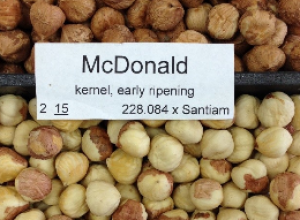 McDonald
kernel, early ripening
2 15 228.084 x Santiam